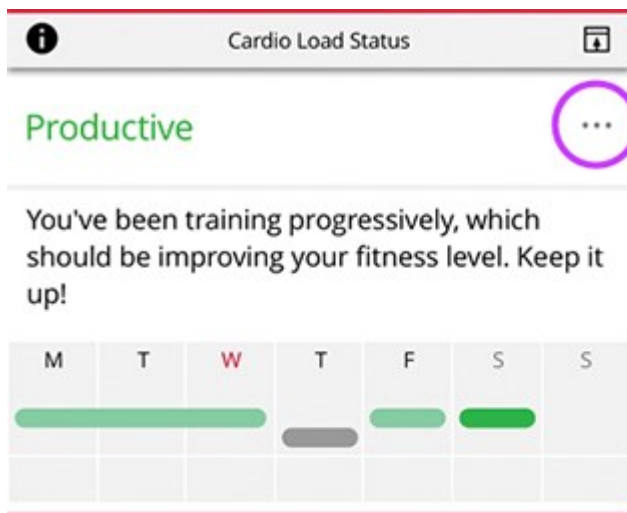 Cardio Load Status
Productive
You've been training progressively, which
should be improving your fitness level. Keep it
up!
M T W T F S S